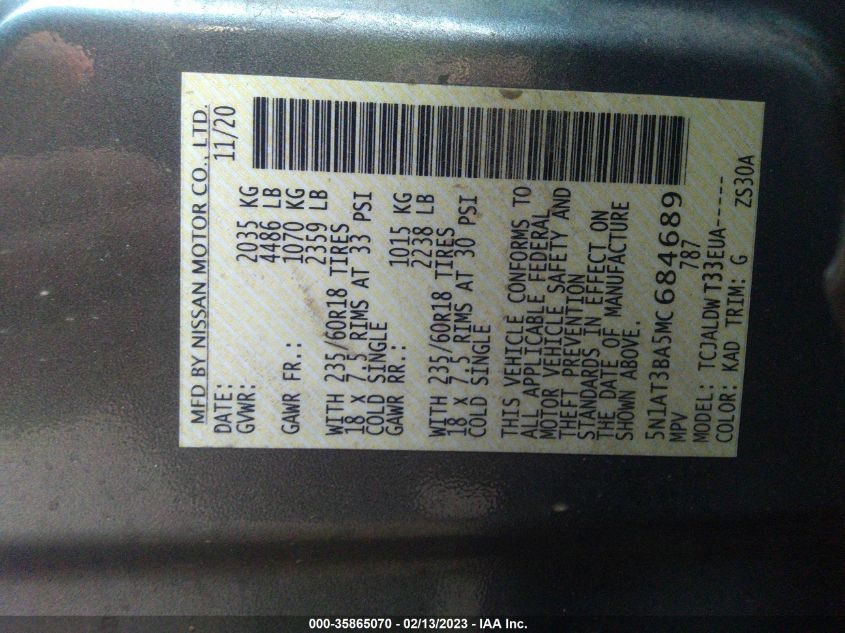 MFD BY NISSAN MOTOR CO., LTD.
DATE: 11/20
GVWR: 2035 KG
4486 LB
GAWR FR.: 1070 KG
2359 LB
WITH 235/60R18 TIRES
18 X 7.5 RIMS AT 33 PSI
COLD SINGLE
GAWR RR.: 1015 KG
2238 LB
WITH 235/60R18 TIRES
18 X 7.5 RIMS AT 30 PSI
COLD SINGLE
THIS VEHICLE CONFORMS TO
ALL APPLICABLE FEDERAL
MOTOR VEHICLE SAFETY AND
THEFT PREVENTION
STANDARDS IN EFFECT ON
THE DATE OF MANUFACTURE
SHOWN ABOVE.
5N1AT3BA5MC684689
MPV 787
MODEL: TCJALDWT33EUA-----
COLOR: KAD TRIM: G ZS30A
000-35865070 - 02/13/2023 - IAA Inc.